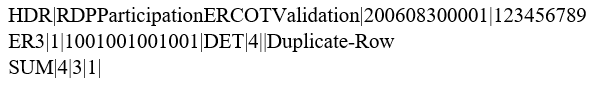 HDR|RDPParticipationERCOTValidation|200608300001|123456789
ER3|1|1001001001001|DET|4||Duplicate-Row
SUM|4|3|1|